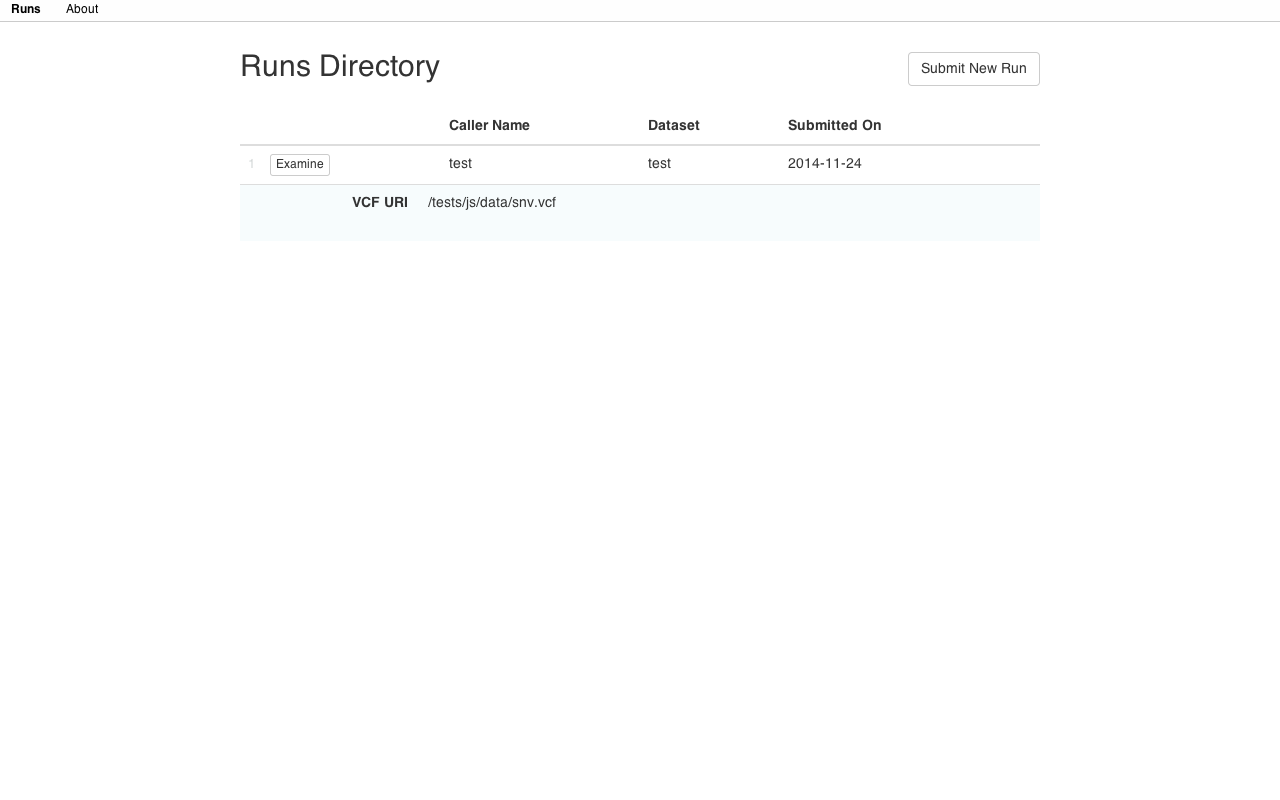 Runs About
Runs Directory
Submit New Run
Caller Name Dataset Submitted On
1 Examine test test 2014-11-24
VCF URI /tests/js/data/snv.vcf